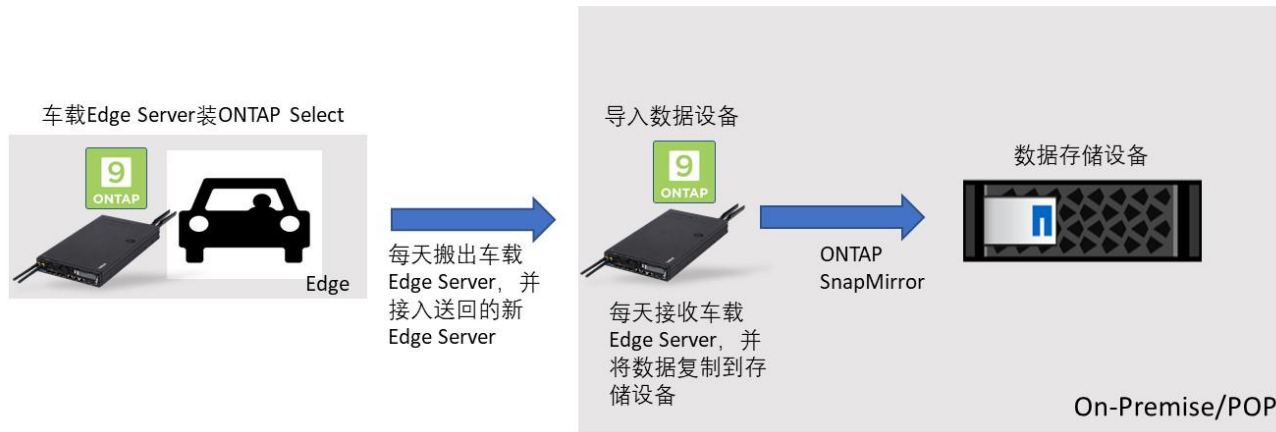 车载Edge Server装ONTAP Select
9
ONTAP
Edge
每天搬出车载
Edge Server，并
接入送回的新
Edge Server
导入数据设备
9
ONTAP
每天接收车载
Edge Server，并
将数据复制到存
储设备
ONTAP
SnapMirror
数据存储设备
On-Premise/POP